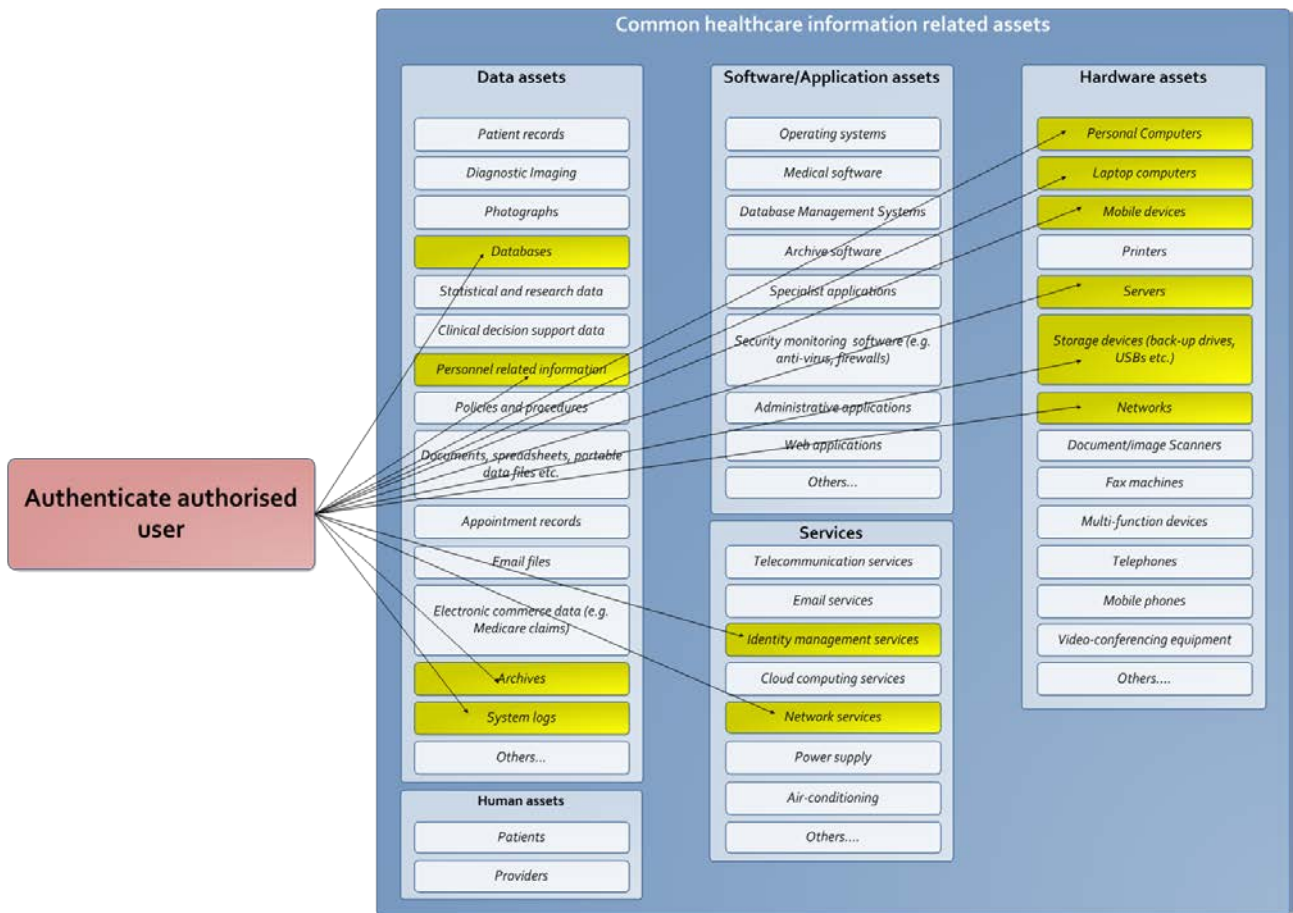 Common healthcare information related assets
Authenticate authorised
user
Data assets
Patient records
Diagnostic Imaging
Photographs
Databases
Statistical and research data
Clinical decision support data
Personnel related information
Policies and procedures
Documents, spreadsheets, portable
data files etc.
Appointment records
Email files
Electronic commerce data (e.g.
Medicare claims)
Archives
System logs
Others...
Human assets
Patients
Providers
Software/Application assets
Operating systems
Medical software
Database Management Systems
Archive software
Specialist applications
Security monitoring software (e.g.
anti-virus, firewalls)
Administrative applications
Web applications
Others...
Services
Telecommunication services
Email services
Identity management services
Cloud computing services
Network services
Power supply
Air-conditioning
Others....
Hardware assets
Personal Computers
Laptop computers
Mobile devices
Printers
Servers
Storage devices (back-up drives,
USBs etc.)
Networks
Document/image Scanners
Fax machines
Multi-function devices
Telephones
Mobile phones
Video-conferencing equipment
Others....